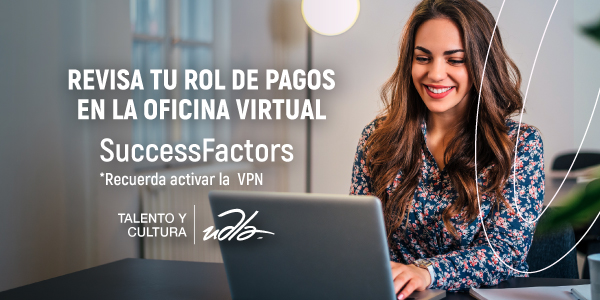 REVISA TU ROL DE PAGOS
EN LA OFICINA VIRTUAL
SuccessFactors
*Recuerda activar la VPN
TALENTO Y
CULTURA
udla